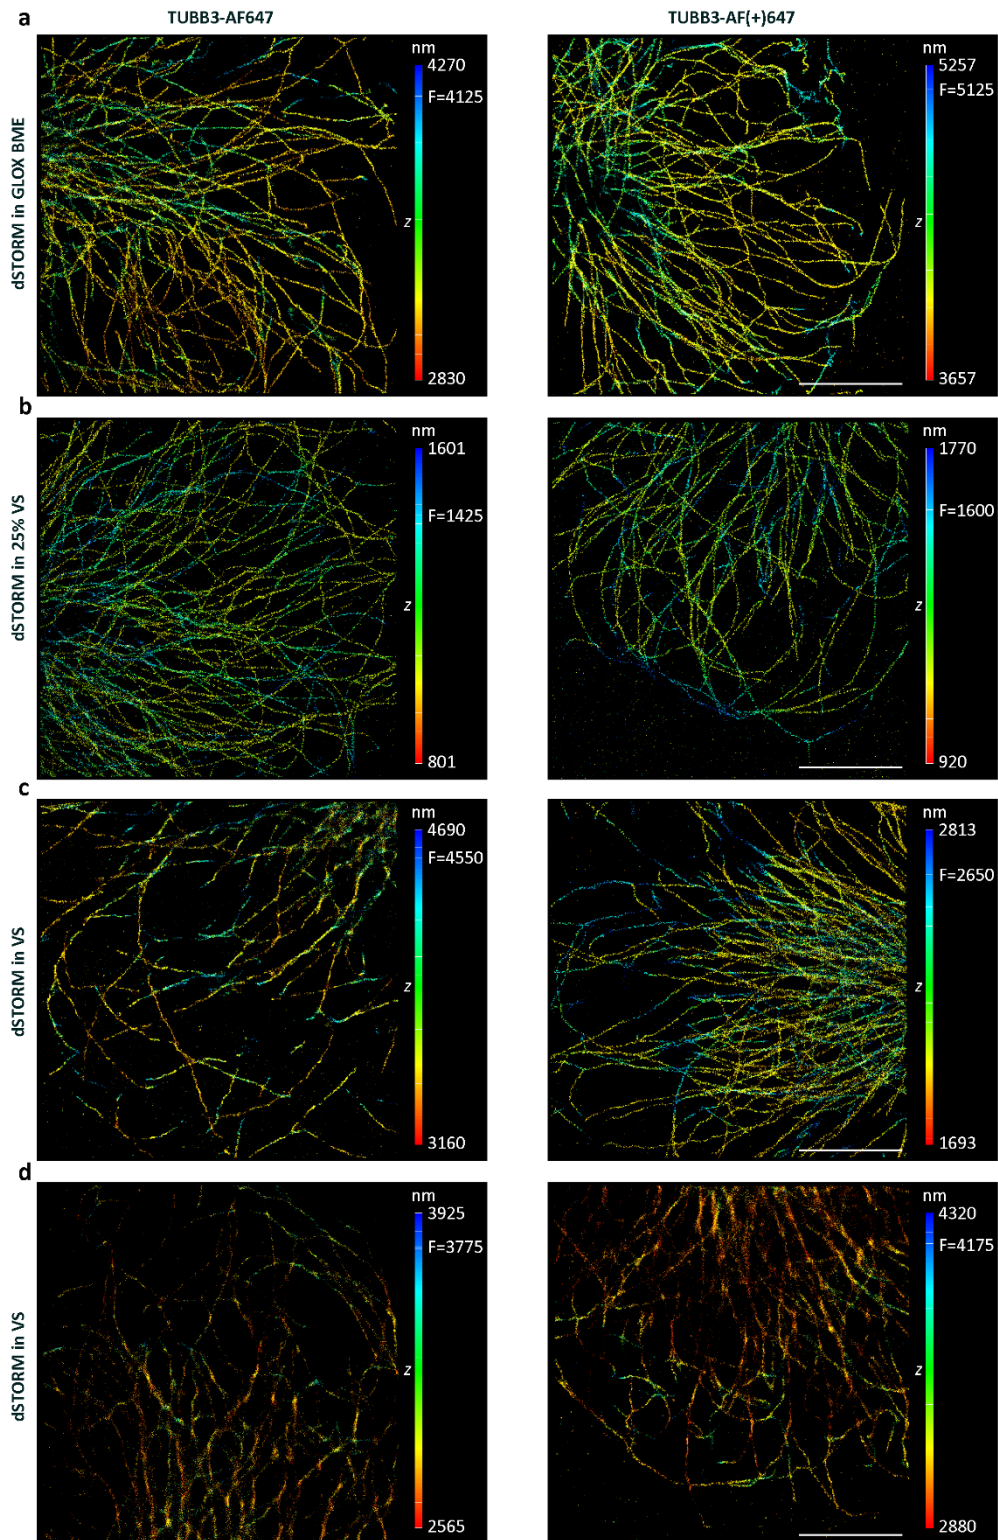 TUBB3-AF647
TUBB3-AF(+)647
a
dSTORM in GLOX BME
nm
4270
F=4125
z
2830
nm
5257
F=5125
z
3657
b
dSTORM in 25% VS
nm
1601
F=1425
z
801
nm
1770
F=1600
z
920
c
dSTORM in VS
nm
4690
F=4550
z
3160
nm
2813
F=2650
z
1693
d
dSTORM in VS
nm
3925
F=3775
z
2565
nm
4320
F=4175
z
2880